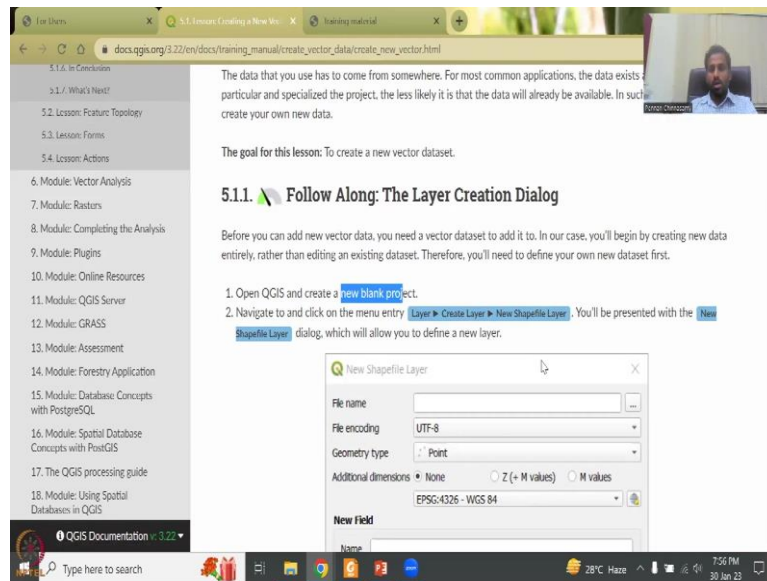 For Users
5.1. Lesson: Creating a New Vec
training material
docs.qgis.org/3.22/en/docs/training_manual/create_vector_data/create_new_vector.html
5.1.6. In Conclusion
5.1.7. What's Next?
5.2. Lesson: Feature Topology
5.3. Lesson: Forms
5.4. Lesson: Actions
6. Module: Vector Analysis
7. Module: Rasters
8. Module: Completing the Analysis
9. Module: Plugins
10. Module: Online Resources
11. Module: QGIS Server
12. Module: GRASS
13. Module: Assessment
14. Module: Forestry Application
15. Module: Database Concepts
with PostgreSQL
16. Module: Spatial Database
Concepts with PostGIS
17. The QGIS processing guide
18. Module: Using Spatial
Databases in QGIS
QGIS Documentation v: 3.22
The data that you use has to come from somewhere. For most common applications, the data exists
particular and specialized the project, the less likely it is that the data will already be available. In such
create your own new data.
Pennan Chinnasamy
The goal for this lesson: To create a new vector dataset.
5.1.1. Follow Along: The Layer Creation Dialog
Before you can add new vector data, you need a vector dataset to add it to. In our case, you'll begin by creating new data
entirely, rather than editing an existing dataset. Therefore, you'll need to define your own new dataset first.
1. Open QGIS and create a new blank project.
2. Navigate to and click on the menu entry Layer ▶ Create Layer ▶ New Shapefile Layer . You'll be presented with the New
Shapefile Layer dialog, which will allow you to define a new layer.
New Shapefile Layer
File name
...
File encoding UTF-8
Geometry type Point
Additional dimensions None Z (+ M values) M values
EPSG:4326 - WGS 84
New Field
Name
Type here to search
28°C Haze
7:56 PM
30 Jan 23